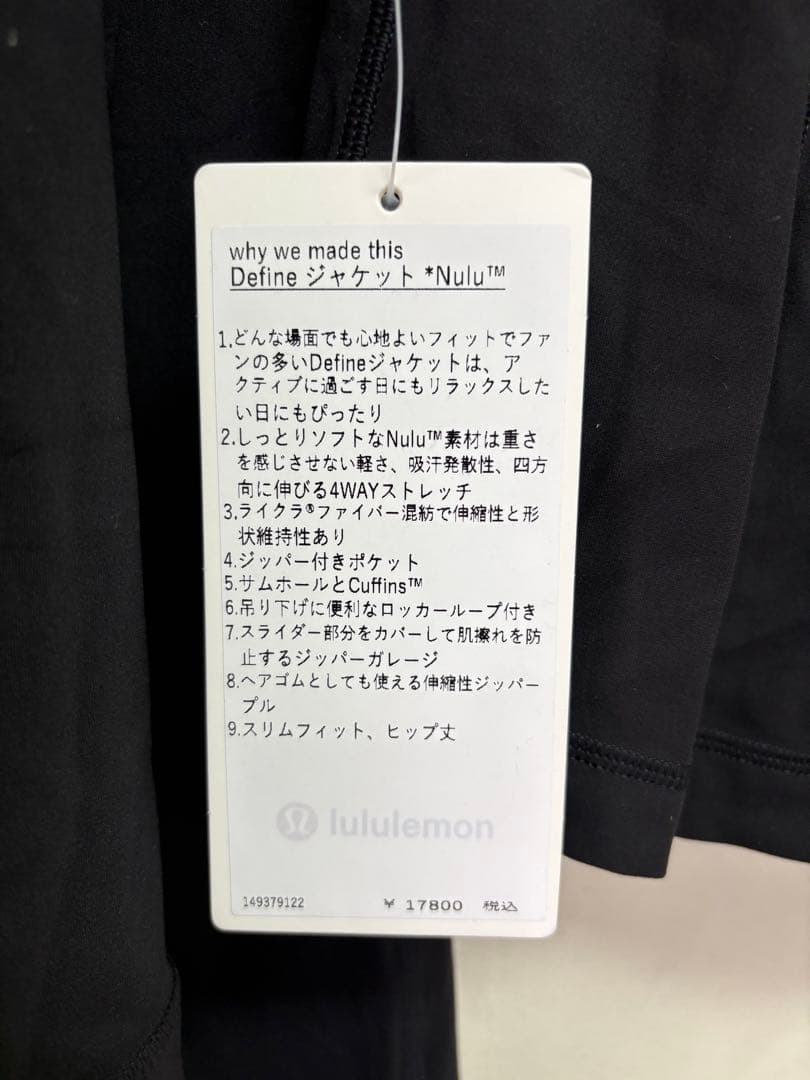 why we made this
Define ジャケット *Nulu™
1.どんな場面でも心地よいフィットでファ
ンの多いDefineジャケットは、ア
クティブに過ごす日にもリラックスした
い日にもぴったり
2.しっとりソフトなNulu™素材は重さ
を感じさせない軽さ、吸汗発散性、四方
向に伸びる4WAYストレッチ
3.ライクラ®ファイバー混紡で伸縮性と形
状維持性あり
4.ジッパー付きポケット
5.サムホールとCuffins™
6.吊り下げに便利なロッカーループ付き
7.スライダー部分をカバーして肌擦れを防
止するジッパーガレージ
8.ヘアゴムとしても使える伸縮性ジッパー
プル
9.スリムフィット、ヒップ丈
lululemon
149379122 ¥ 17800 税込